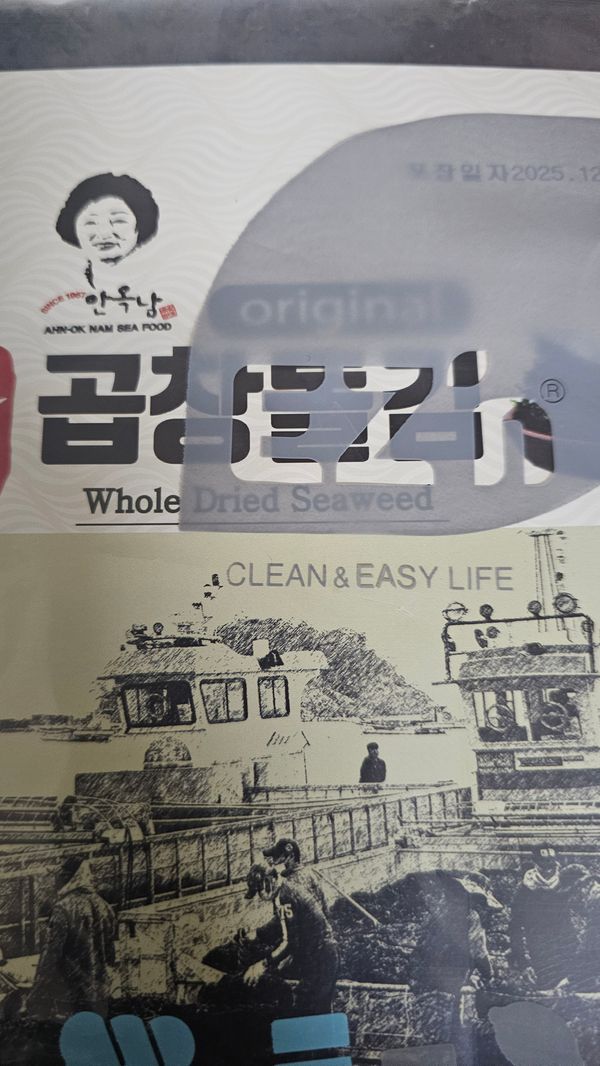 포장일자2025.12
original
SINCE 1967
안옥남
AHN-OK NAM SEA FOOD
곱창돌김
®
Whole Dried Seaweed
CLEAN & EASY LIFE